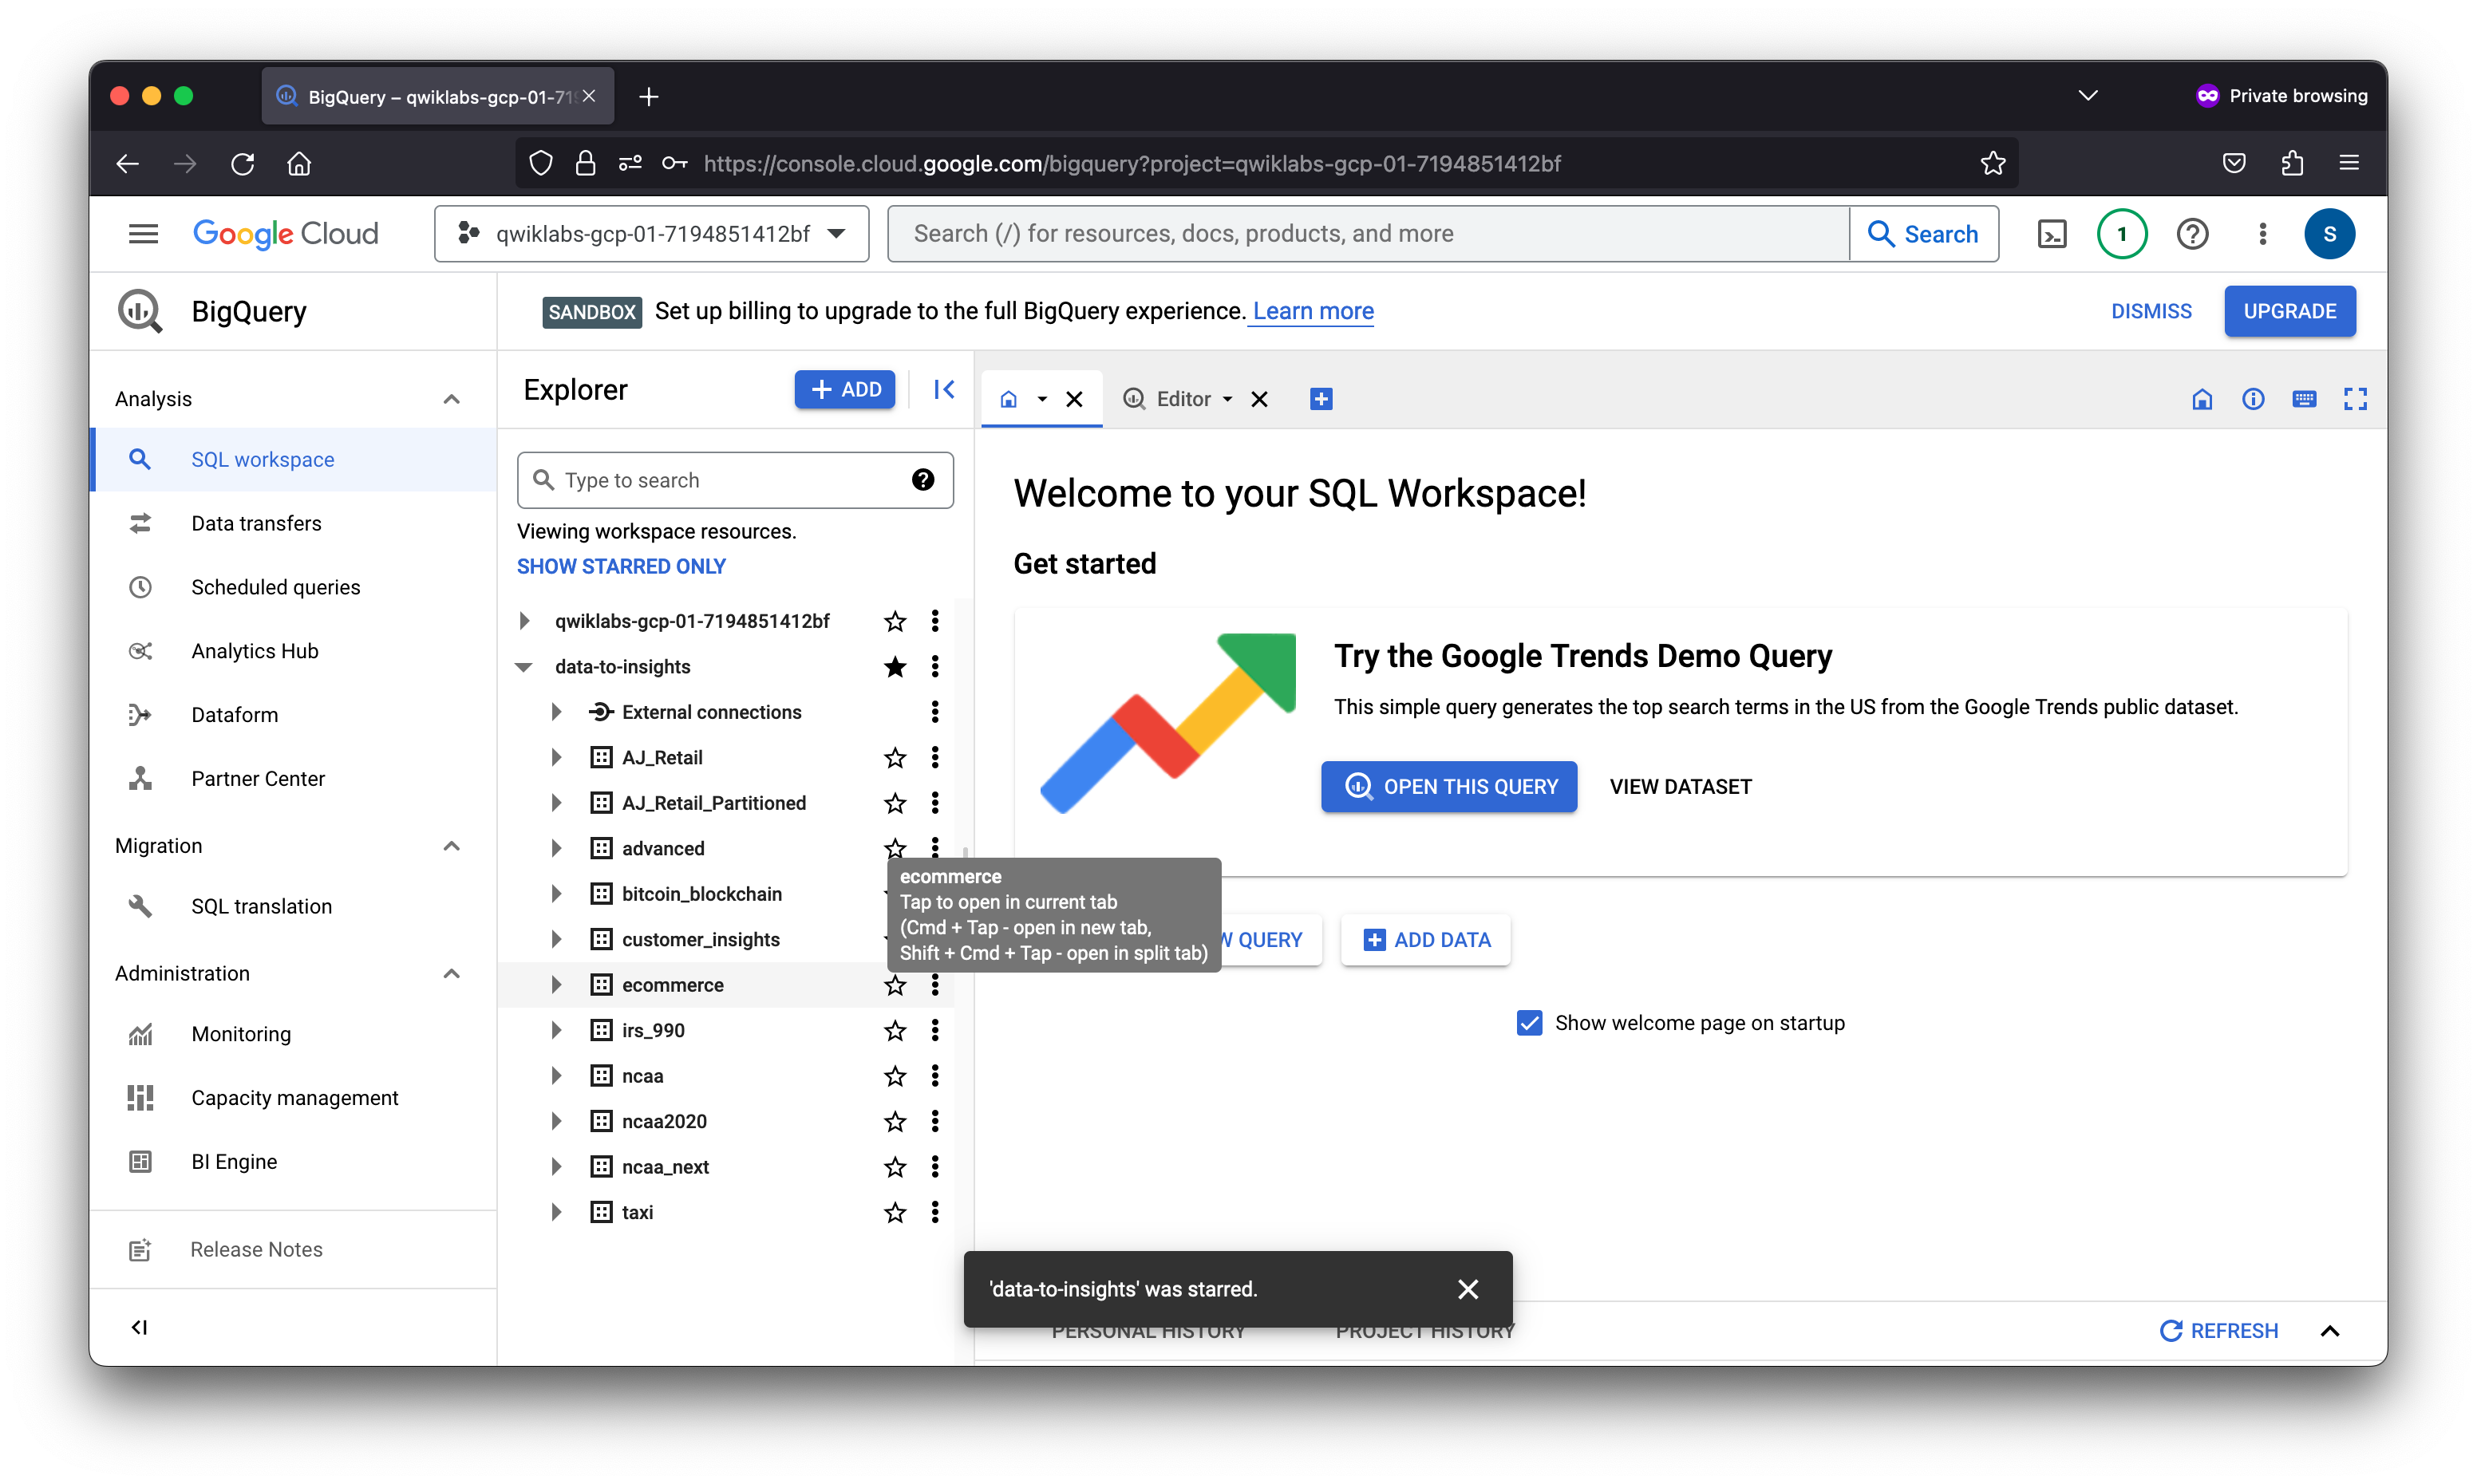 BigQuery – qwiklabs-gcp-01-719
Private browsing
https://console.cloud.google.com/bigquery?project=qwiklabs-gcp-01-7194851412bf
Google Cloud
qwiklabs-gcp-01-7194851412bf
Search (/) for resources, docs, products, and more
Search
1
S
BigQuery
SANDBOX Set up billing to upgrade to the full BigQuery experience. Learn more
DISMISS
UPGRADE
Analysis
SQL workspace
Data transfers
Scheduled queries
Analytics Hub
Dataform
Partner Center
Migration
SQL translation
Administration
Monitoring
Capacity management
BI Engine
Release Notes
Explorer
ADD
Type to search
Viewing workspace resources.
SHOW STARRED ONLY
qwiklabs-gcp-01-7194851412bf
data-to-insights
External connections
AJ_Retail
AJ_Retail_Partitioned
advanced
bitcoin_blockchain
customer_insights
ecommerce
irs_990
ncaa
ncaa2020
ncaa_next
taxi
ecommerce
Tap to open in current tab
(Cmd + Tap - open in new tab,
Shift + Cmd + Tap - open in split tab)
Editor
Welcome to your SQL Workspace!
Get started
Try the Google Trends Demo Query
This simple query generates the top search terms in the US from the Google Trends public dataset.
OPEN THIS QUERY
VIEW DATASET
W QUERY
ADD DATA
Show welcome page on startup
'data-to-insights' was starred.
PERSONAL HISTORY
PROJECT HISTORY
REFRESH